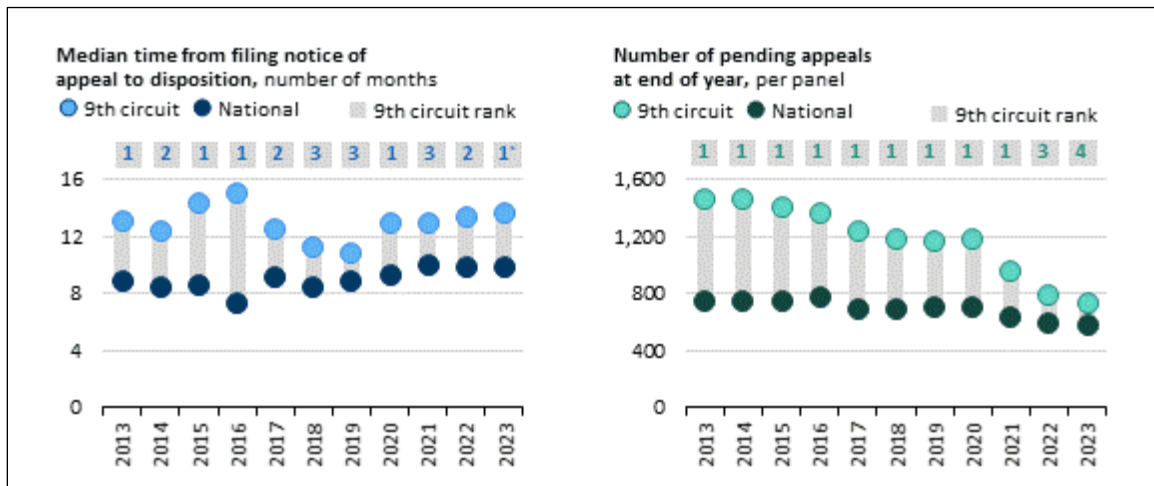 Median time from filing notice of
appeal to disposition, number of months
9th circuit National 9th circuit rank
1 2 1 1 2 3 3 1 3 2 1*
16
12
8
4
0
2013 2014 2015 2016 2017 2018 2019 2020 2021 2022 2023
Number of pending appeals
at end of year, per panel
9th circuit National 9th circuit rank
1 1 1 1 1 1 1 1 1 3 4
1,600
1,200
800
400
0
2013 2014 2015 2016 2017 2018 2019 2020 2021 2022 2023